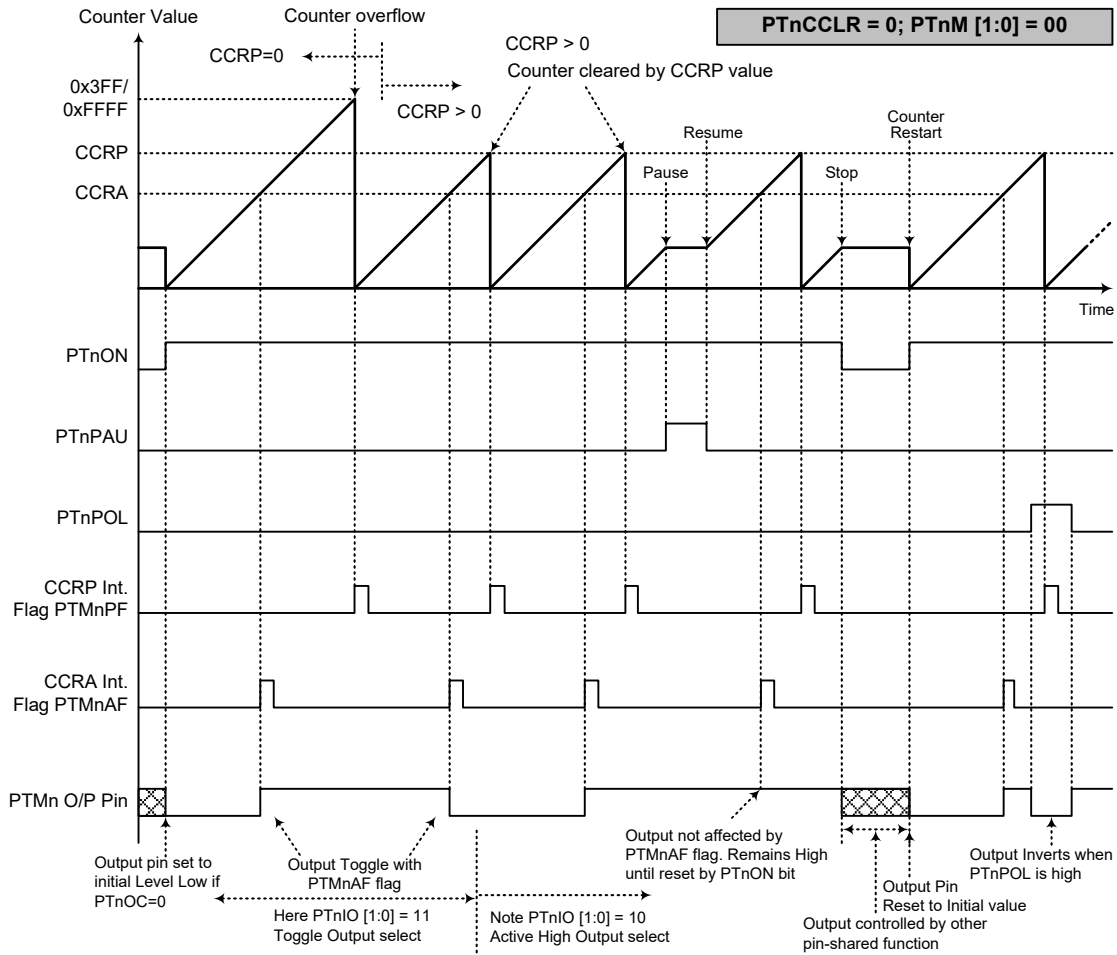 Counter Value
Counter overflow
PTnCCLR = 0; PTnM [1:0] = 00
CCRP=0
CCRP > 0
CCRP > 0
Counter cleared by CCRP value
0x3FF/
0xFFFF
CCRP
CCRA
Pause
Resume
Stop
Counter
Restart
Time
PTnON
PTnPAU
PTnPOL
CCRP Int.
Flag PTMnPF
CCRA Int.
Flag PTMnAF
PTMn O/P Pin
Output pin set to
initial Level Low if
PTnOC=0
Output Toggle with
PTMnAF flag
Here PTnIO [1:0] = 11
Toggle Output select
Note PTnIO [1:0] = 10
Active High Output select
Output not affected by
PTMnAF flag. Remains High
until reset by PTnON bit
Output Pin
Reset to Initial value
Output controlled by other
pin-shared function
Output Inverts when
PTnPOL is high